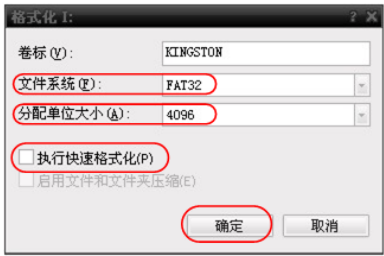 格式化 I:
? X
卷标(V): KINGSTON
文件系统(F): FAT32
分配单位大小(A): 4096
执行快速格式化(P)
启用文件和文件夹压缩(E)
确定 取消